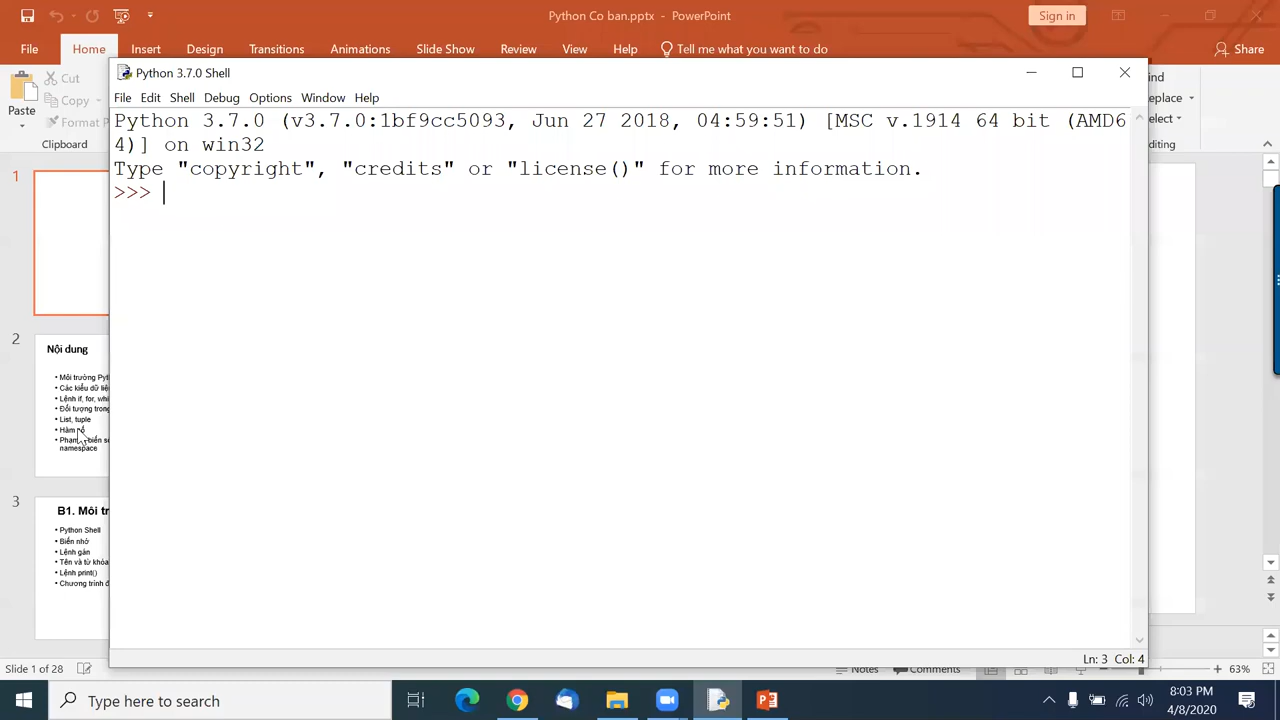 Python Co ban.pptx - PowerPoint
Sign in
File Home Insert Design Transitions Animations Slide Show Review View Help Tell me what you want to do Share
Cut
Copy
Format P
Paste
Clipboard
ind
eplace
elect
diting
Python 3.7.0 Shell
File Edit Shell Debug Options Window Help
Python 3.7.0 (v3.7.0:1bf9cc5093, Jun 27 2018, 04:59:51) [MSC v.1914 64 bit (AMD6
4)] on win32
Type "copyright", "credits" or "license()" for more information.
>>>
1
2
Nội dung
• Môi trường Pyt
• Các kiểu dữ liệ
• Lệnh if, for, whi
• Đối tượng trong
• List, tuple
• Hàm số
• Phạm biến số
namespace
3
B1. Môi tr
• Python Shell
• Biến nhớ
• Lệnh gán
• Tên và từ khóa
• Lệnh print()
• Chương trình đ
Ln: 3 Col: 4
Slide 1 of 28
Notes
Comments
63%
Type here to search
8:03 PM
4/8/2020